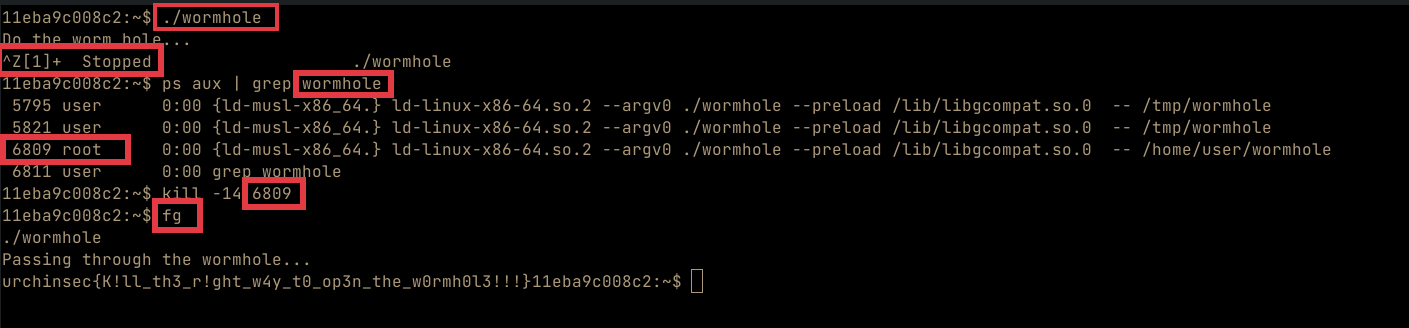 11eba9c008c2:~$ ./wormhole
Do the worm hole...
^Z[1]+  Stopped                    ./wormhole
11eba9c008c2:~$ ps aux | grep wormhole
 5795 user      0:00 {ld-musl-x86_64.} ld-linux-x86-64.so.2 --argv0 ./wormhole --preload /lib/libgcompat.so.0  -- /tmp/wormhole
 5821 user      0:00 {ld-musl-x86_64.} ld-linux-x86-64.so.2 --argv0 ./wormhole --preload /lib/libgcompat.so.0  -- /tmp/wormhole
 6809 root      0:00 {ld-musl-x86_64.} ld-linux-x86-64.so.2 --argv0 ./wormhole --preload /lib/libgcompat.so.0  -- /home/user/wormhole
 6811 user      0:00 grep wormhole
11eba9c008c2:~$ kill -14 6809
11eba9c008c2:~$ fg
./wormhole
Passing through the wormhole...
urchinsec{K!ll_th3_r!ght_w4y_t0_op3n_the_w0rmh0l3!!!}11eba9c008c2:~$